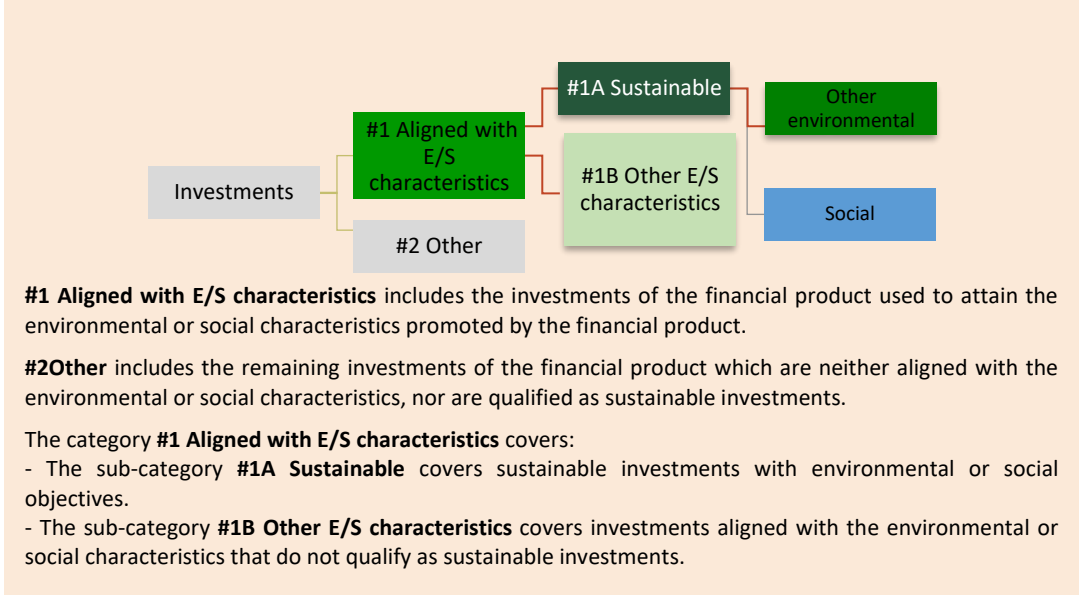 #1A Sustainable
Other
environmental
#1 Aligned with
E/S
characteristics
#1B Other E/S
characteristics
Investments
Social
#2 Other
#1 Aligned with E/S characteristics includes the investments of the financial product used to attain the
environmental or social characteristics promoted by the financial product.
#2Other includes the remaining investments of the financial product which are neither aligned with the
environmental or social characteristics, nor are qualified as sustainable investments.
The category #1 Aligned with E/S characteristics covers:
- The sub-category #1A Sustainable covers sustainable investments with environmental or social
objectives.
- The sub-category #1B Other E/S characteristics covers investments aligned with the environmental or
social characteristics that do not qualify as sustainable investments.